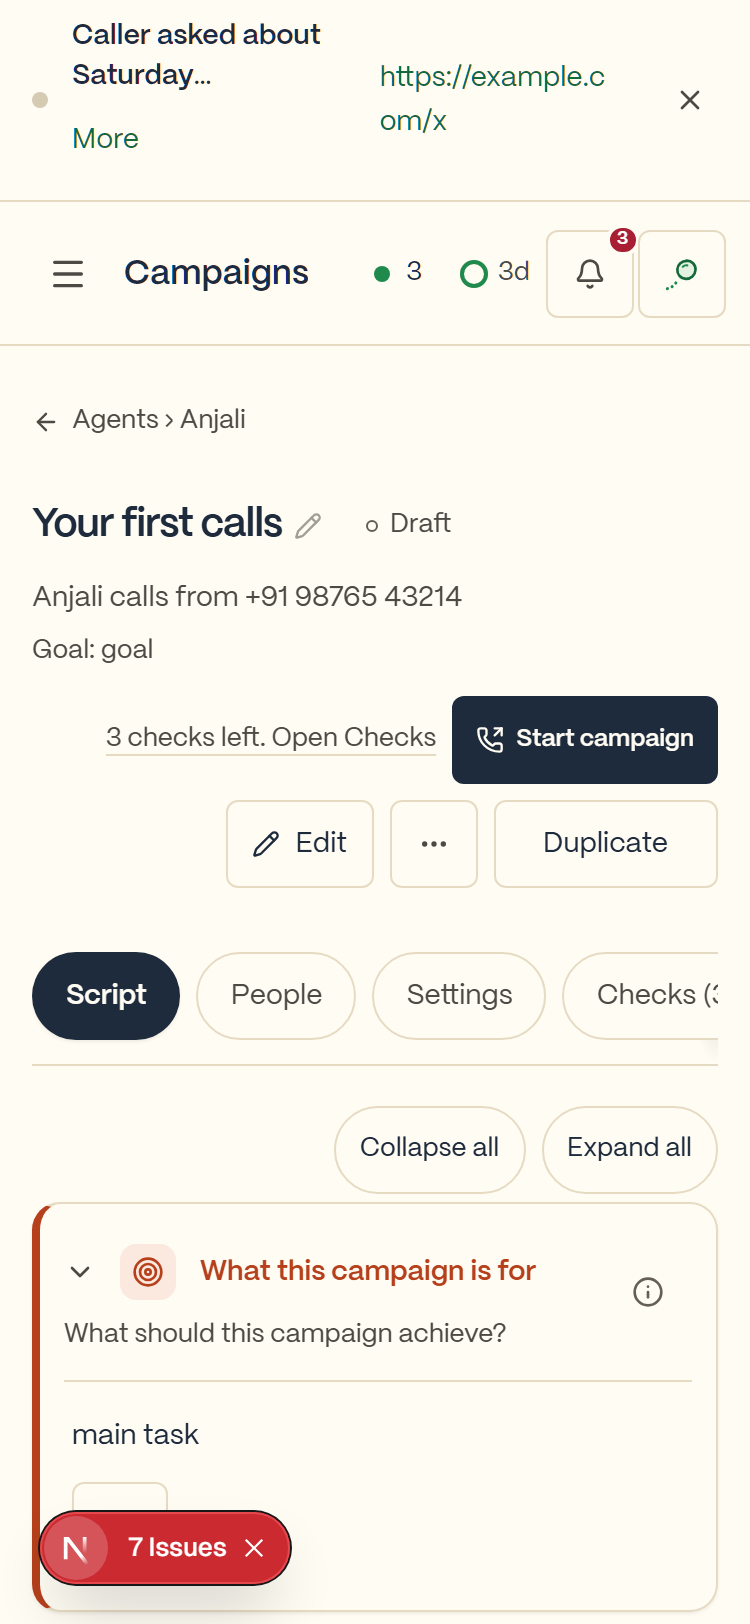 Caller asked about
Saturday...
More
https://example.c
om/x
Campaigns 3 3d 3
Agents › Anjali
Your first calls Draft
Anjali calls from +91 98765 43214
Goal: goal
3 checks left. Open Checks Start campaign
Edit ... Duplicate
Script People Settings Checks (3
Collapse all Expand all
What this campaign is for
What should this campaign achieve?
main task
N 7 Issues